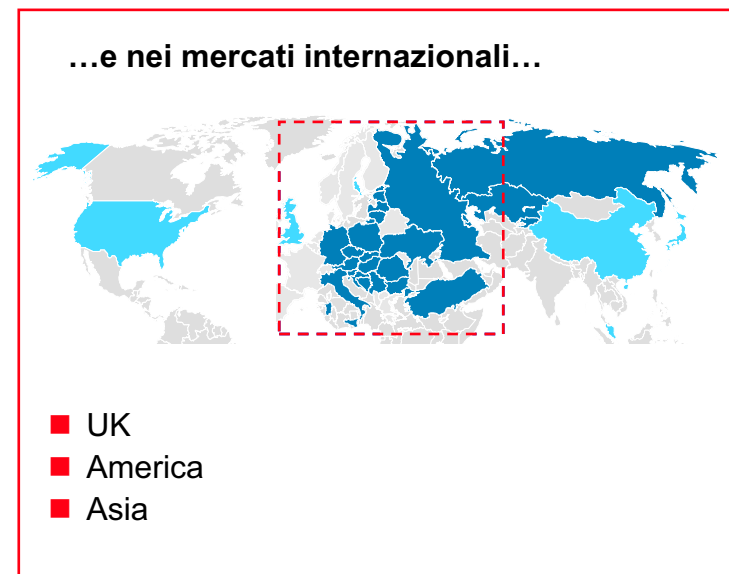 …e nei mercati internazionali…
UK
America
Asia